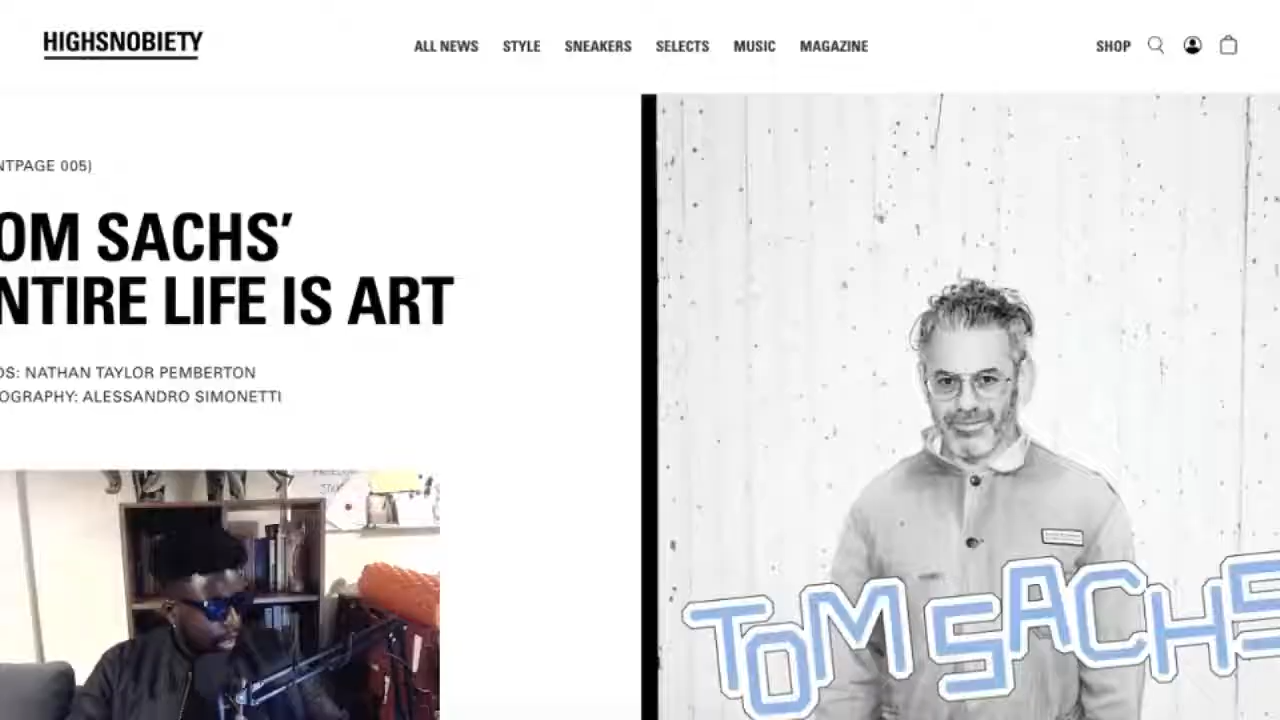 HIGHSNOBIETY
ALL NEWS STYLE SNEAKERS SELECTS MUSIC MAGAZINE
SHOP
NTPAGE 005)
OM SACHS’
NTIRE LIFE IS ART
DS: NATHAN TAYLOR PEMBERTON
OGRAPHY: ALESSANDRO SIMONETTI
TOM SACHS